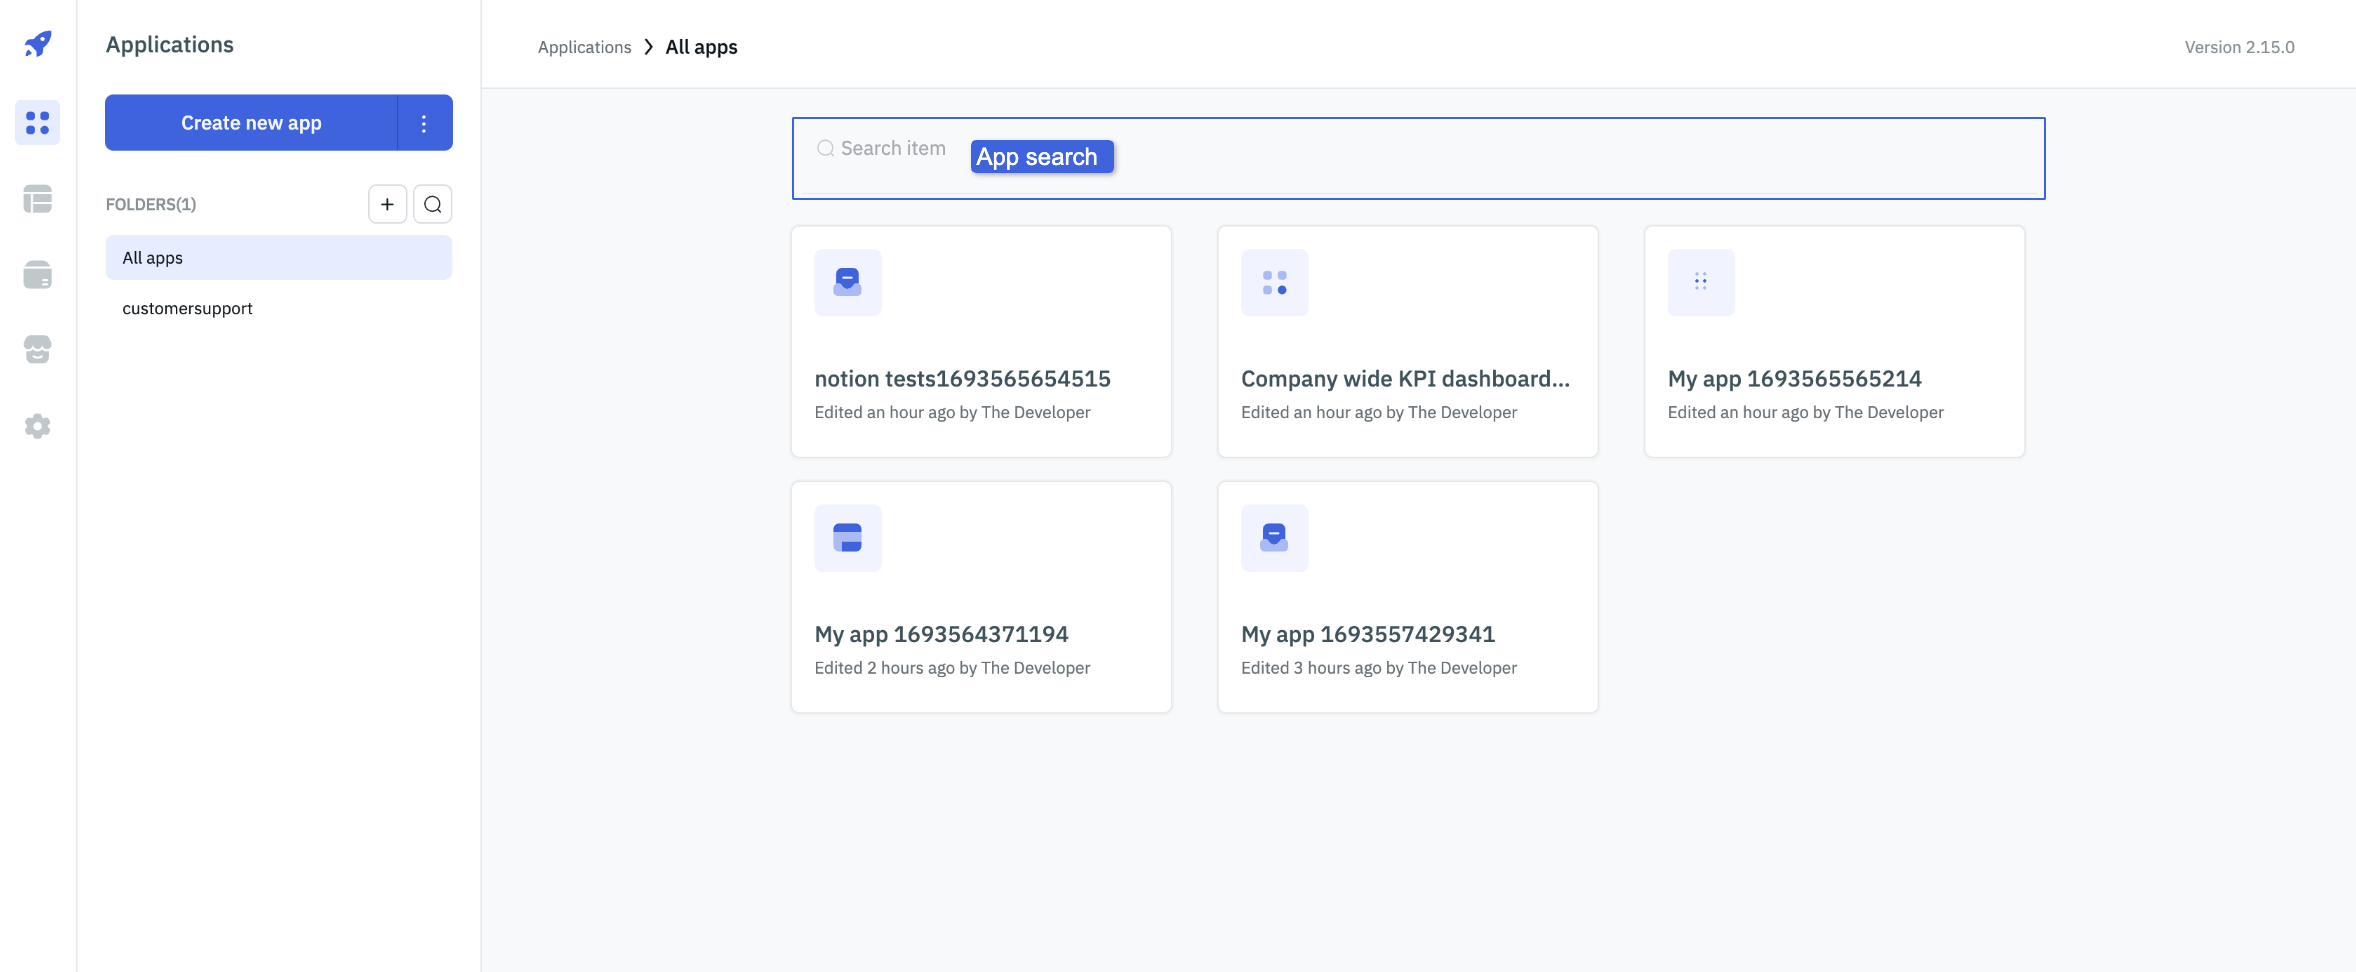 Applications
Create new app
FOLDERS(1)
All apps
customersupport
Applications All apps
Version 2.15.0
Search item
App search
notion tests1693565654515
Edited an hour ago by The Developer
Company wide KPI dashboard...
Edited an hour ago by The Developer
My app 1693565565214
Edited an hour ago by The Developer
My app 1693564371194
Edited 2 hours ago by The Developer
My app 1693557429341
Edited 3 hours ago by The Developer